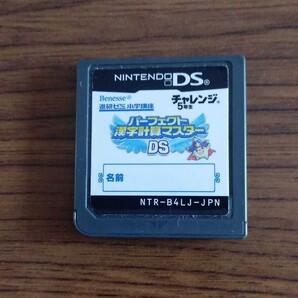 NINTENDO DS
Benesse®
進研ゼミ小学講座
チャレンジ®
5年生
パーフェクト
漢字計算マスター
DS
名前
NTR-B4LJ-JPN